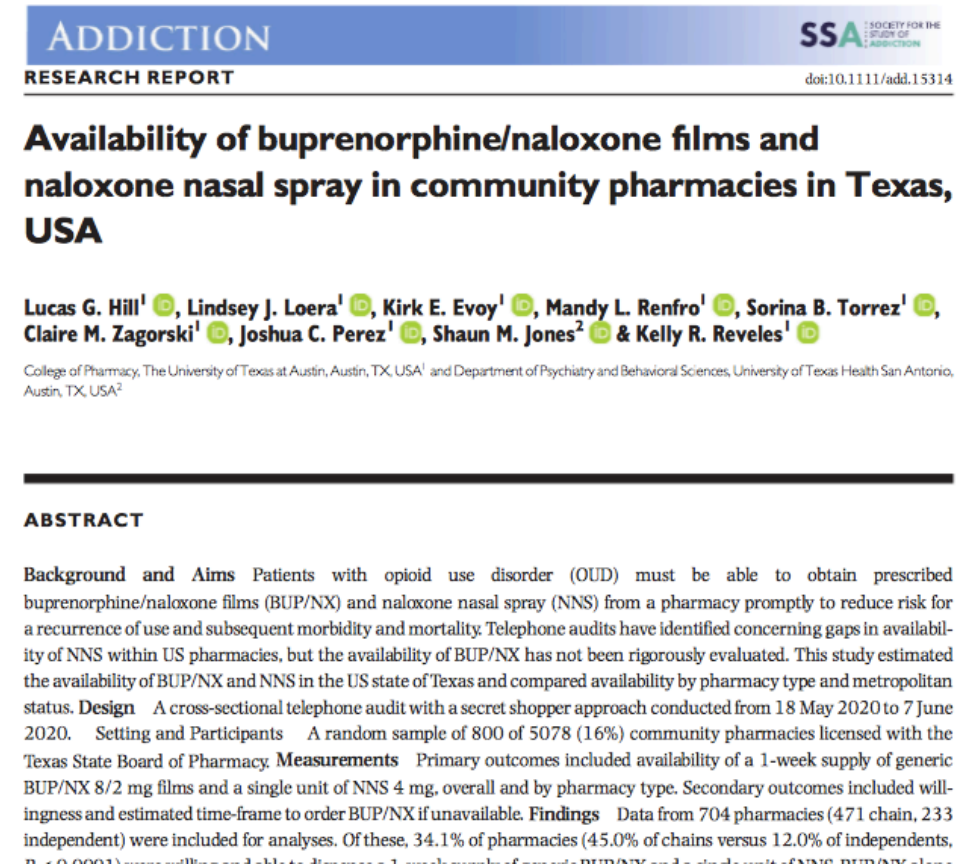 ADDICTION
SSA SOCIETY FOR THE STUDY OF ADDICTION
RESEARCH REPORT
doi:10.1111/add.15314
Availability of buprenorphine/naloxone films and
naloxone nasal spray in community pharmacies in Texas,
USA
Lucas G. Hill¹ iD, Lindsey J. Loera¹ iD, Kirk E. Evoy¹ iD, Mandy L. Renfro¹ iD, Sorina B. Torrez¹ iD,
Claire M. Zagorski¹ iD, Joshua C. Perez¹ iD, Shaun M. Jones² iD & Kelly R. Reveles¹ iD
College of Pharmacy, The University of Texas at Austin, Austin, TX, USA¹ and Department of Psychiatry and Behavioral Sciences, University of Texas Health San Antonio,
Austin, TX, USA²
ABSTRACT
Background and Aims Patients with opioid use disorder (OUD) must be able to obtain prescribed
buprenorphine/naloxone films (BUP/NX) and naloxone nasal spray (NNS) from a pharmacy promptly to reduce risk for
a recurrence of use and subsequent morbidity and mortality. Telephone audits have identified concerning gaps in availabil-
ity of NNS within US pharmacies, but the availability of BUP/NX has not been rigorously evaluated. This study estimated
the availability of BUP/NX and NNS in the US state of Texas and compared availability by pharmacy type and metropolitan
status. Design A cross-sectional telephone audit with a secret shopper approach conducted from 18 May 2020 to 7 June
2020. Setting and Participants A random sample of 800 of 5078 (16%) community pharmacies licensed with the
Texas State Board of Pharmacy. Measurements Primary outcomes included availability of a 1-week supply of generic
BUP/NX 8/2 mg films and a single unit of NNS 4 mg, overall and by pharmacy type. Secondary outcomes included will-
ingness and estimated time-frame to order BUP/NX if unavailable. Findings Data from 704 pharmacies (471 chain, 233
independent) were included for analyses. Of these, 34.1% of pharmacies (45.0% of chains versus 12.0% of independents,